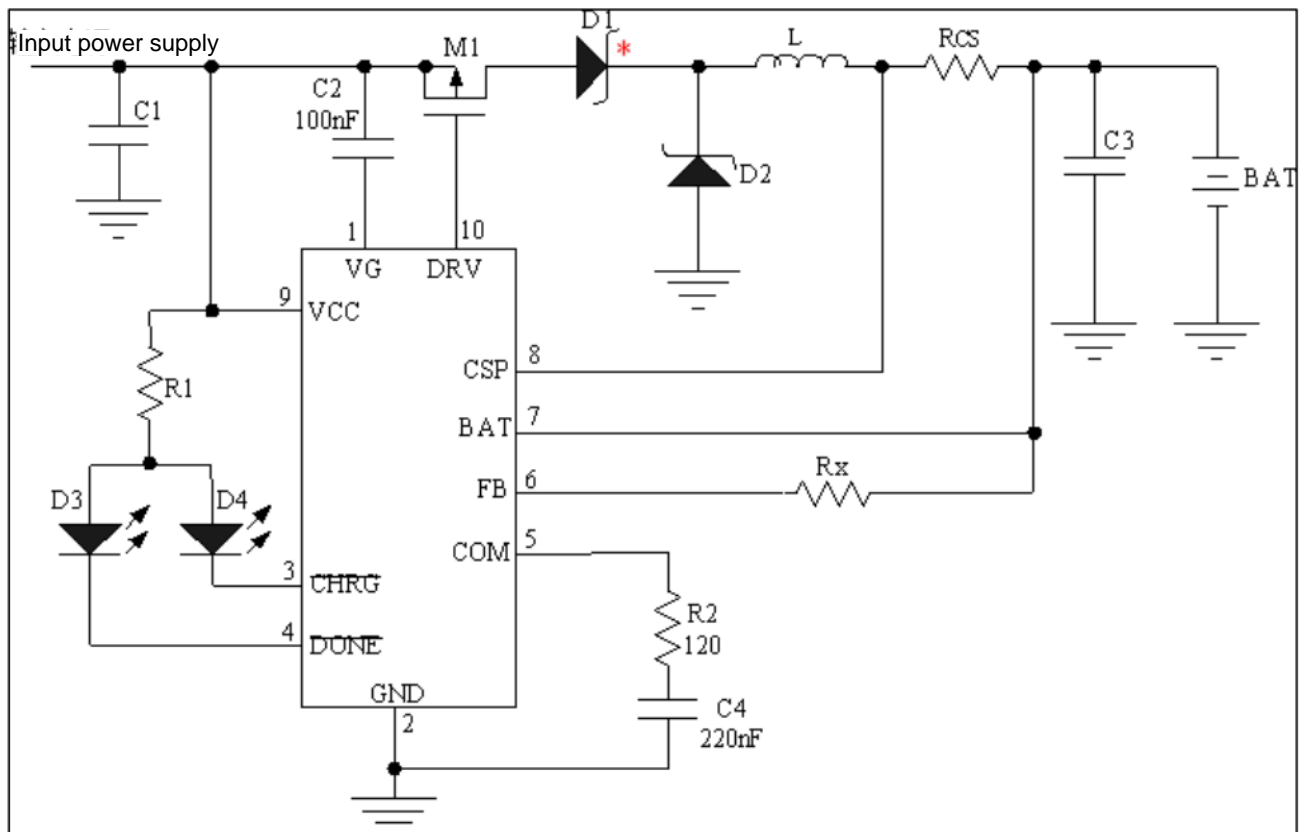 Input power supply
D1
*
L
RCS
M1
C2
100nF
C1
C3
D2
BAT
1
10
VG
DRV
9
VCC
CSP
8
R1
BAT
7
FB
6
Rx
D3
D4
COM
5
3
CHRG
R2
120
4
DONE
GND
2
C4
220nF